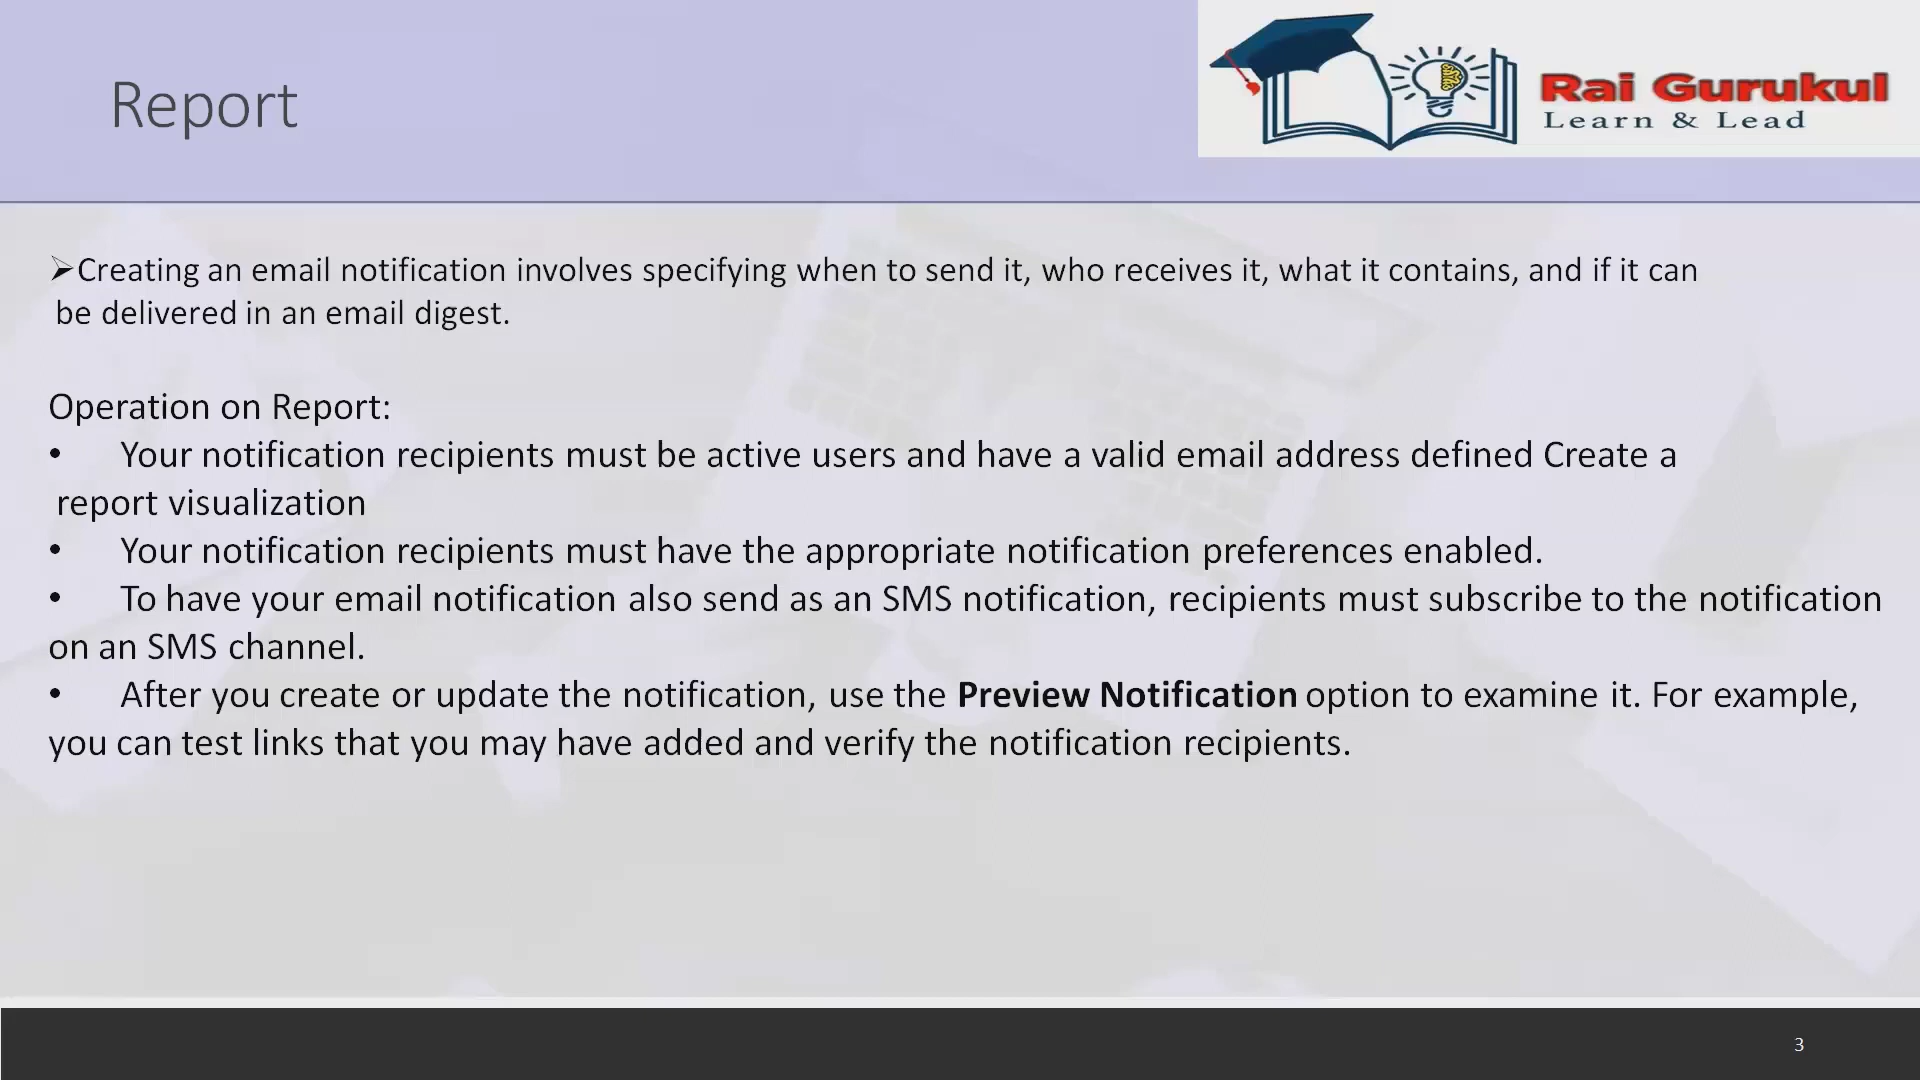 Report
Rai Gurukul
Learn & Lead
➢Creating an email notification involves specifying when to send it, who receives it, what it contains, and if it can
be delivered in an email digest.
Operation on Report:
• Your notification recipients must be active users and have a valid email address defined Create a
report visualization
• Your notification recipients must have the appropriate notification preferences enabled.
• To have your email notification also send as an SMS notification, recipients must subscribe to the notification
on an SMS channel.
• After you create or update the notification, use the Preview Notification option to examine it. For example,
you can test links that you may have added and verify the notification recipients.
3